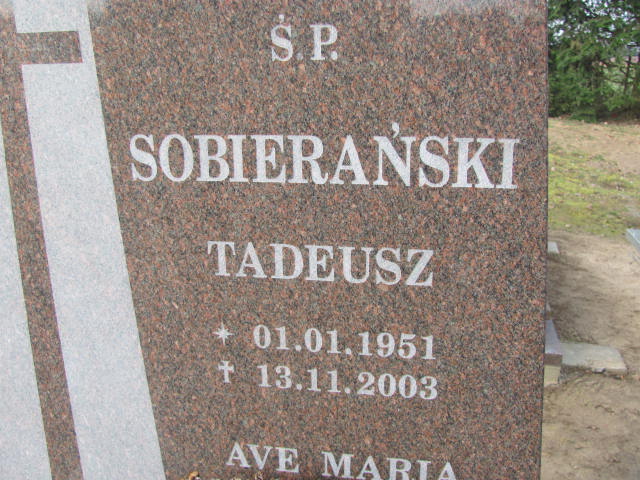 Ś.P.
SOBIERAŃSKI
TADEUSZ
* 01.01.1951
† 13.11.2003
AVE MARIA